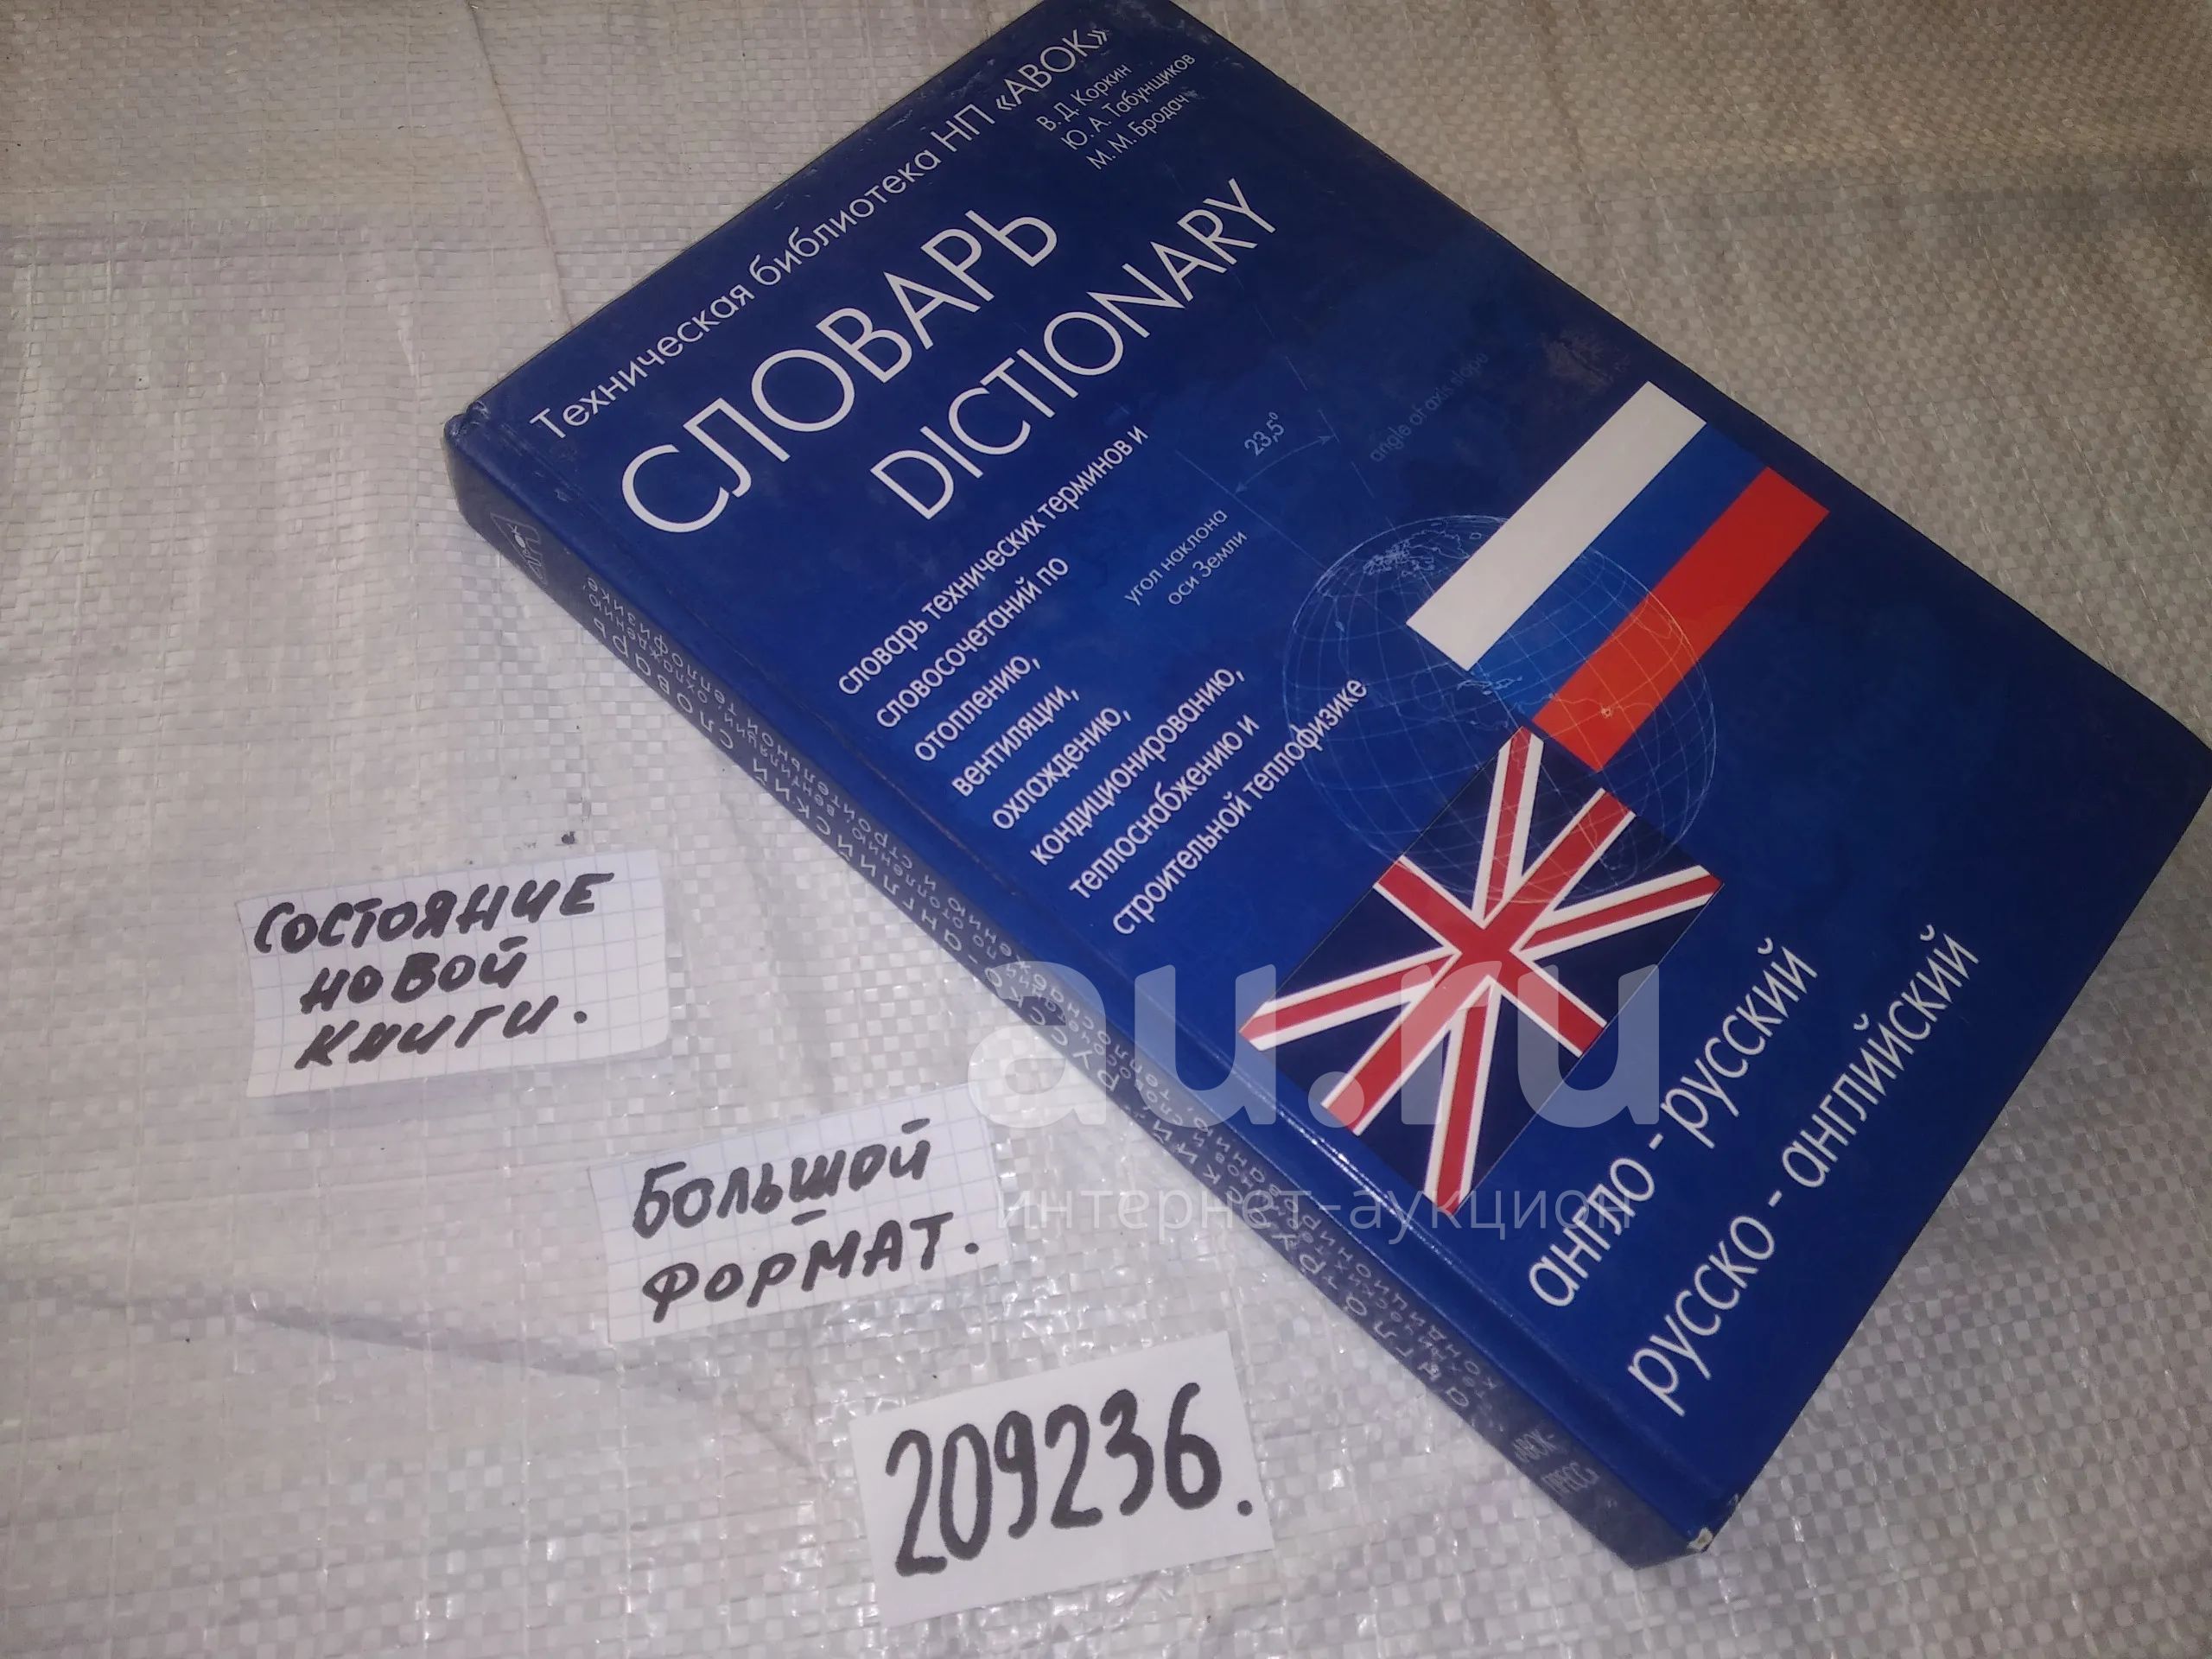 Техническая библиотека НП «АВОК»
В. Д. Коркин
Ю. А. Табунщиков
М. М. Бродач
СЛОВАРЬ
DICTIONARY
словарь технических терминов и
словосочетаний по
отоплению,
вентиляции,
охлаждению,
кондиционированию,
теплоснабжению и
строительной теплофизике
23,5°
angle of axis slope
угол наклона
оси Земли
англо - русский
русско - английский
СОСТОЯНИЕ
НОВОЙ
КНИГИ.
БОЛЬШОЙ
ФОРМАТ.
209236.
au.ru
интернет-аукцион
«АВОК-
ПРЕСС»